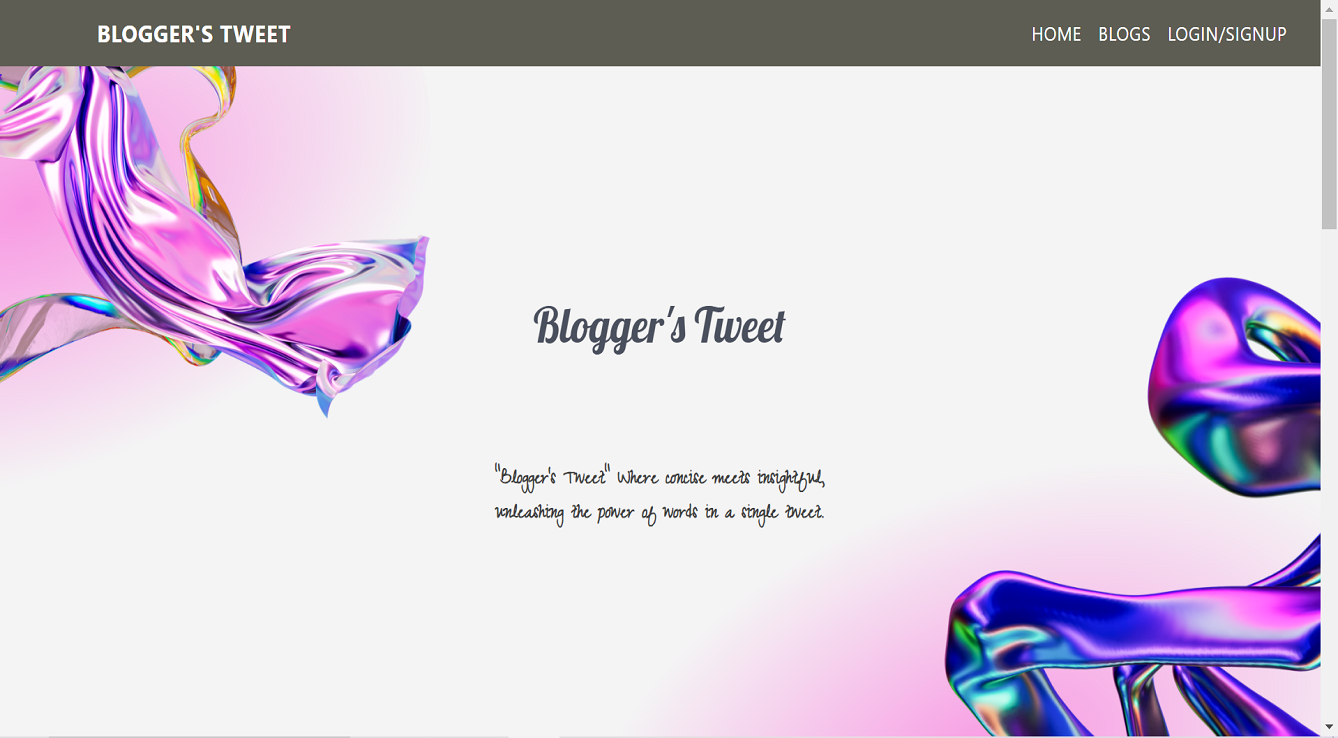 BLOGGER'S TWEET
HOME BLOGS LOGIN/SIGNUP
Blogger's Tweet
"Blogger's Tweet" Where concise meets insightful,
unleashing the power of words in a single tweet.